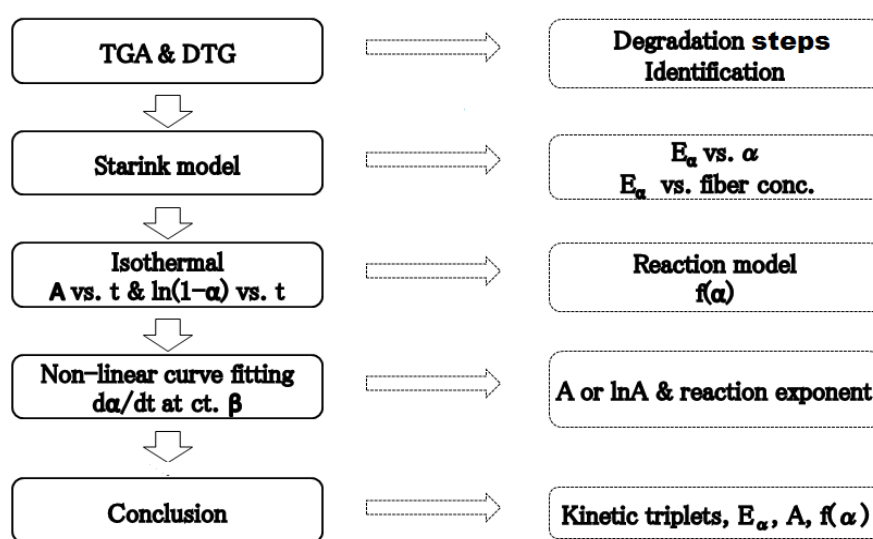 TGA & DTG
Degradation steps
Identification
Starink model
Eα vs. α
Eα vs. fiber conc.
Isothermal
A vs. t & ln(1-α) vs. t
Reaction model
f(α)
Non-linear curve fitting
dα/dt at ct. β
A or lnA & reaction exponent
Conclusion
Kinetic triplets, Eα, A, f(α)